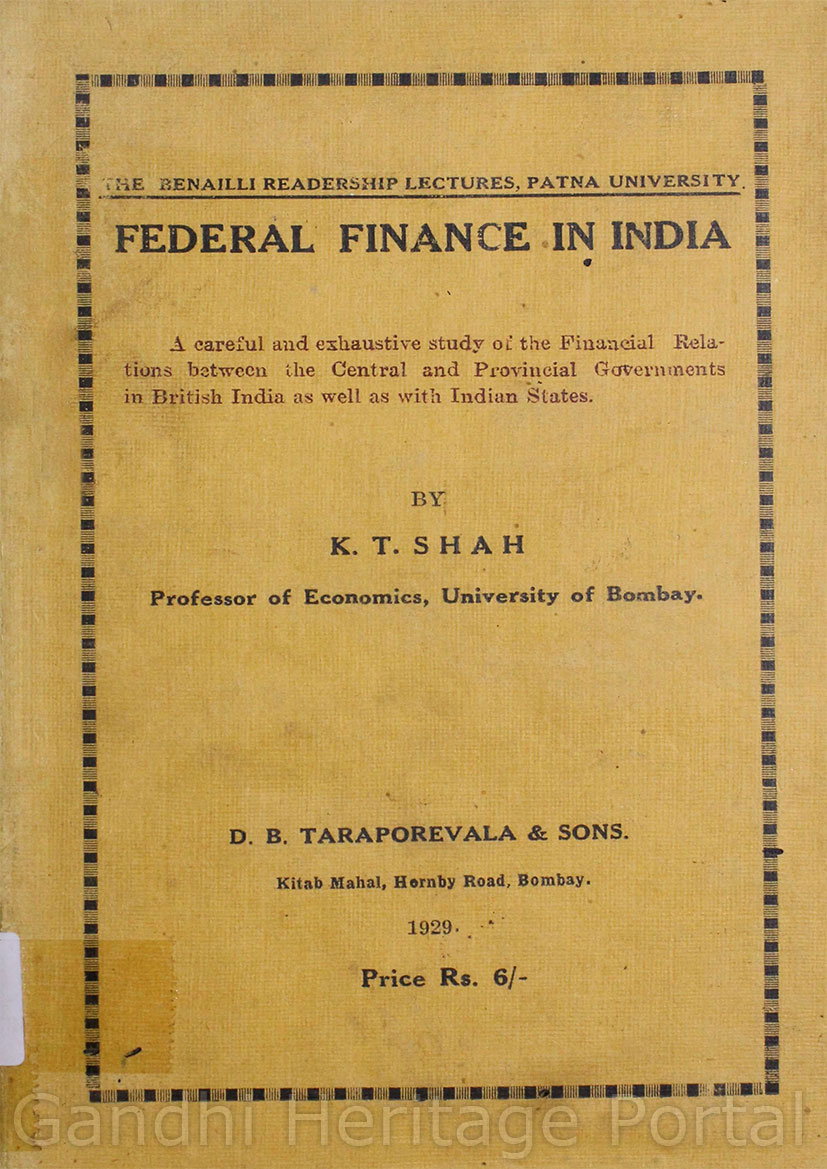 THE BENAILLI READERSHIP LECTURES, PATNA UNIVERSITY.
FEDERAL FINANCE IN INDIA
A careful and exhaustive study of the Financial Rela-
tions between the Central and Provincial Governments
in British India as well as with Indian States.
BY
K. T. SHAH
Professor of Economics, University of Bombay.
D. B. TARAPOREVALA & SONS.
Kitab Mahal, Hornby Road, Bombay.
1929.
Price Rs. 6/-
Gandhi Heritage Portal